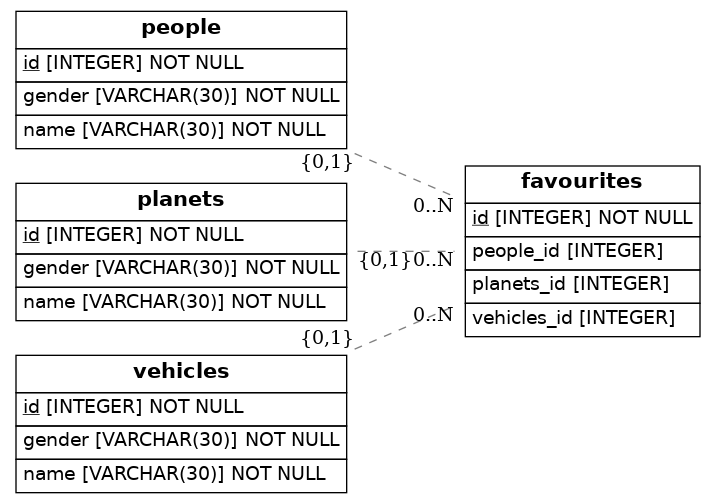 people
id [INTEGER] NOT NULL
gender [VARCHAR(30)] NOT NULL
name [VARCHAR(30)] NOT NULL
{0,1}
0..N
planets
id [INTEGER] NOT NULL
gender [VARCHAR(30)] NOT NULL
name [VARCHAR(30)] NOT NULL
{0,1}
0..N
vehicles
id [INTEGER] NOT NULL
gender [VARCHAR(30)] NOT NULL
name [VARCHAR(30)] NOT NULL
{0,1}
0..N
favourites
id [INTEGER] NOT NULL
people_id [INTEGER]
planets_id [INTEGER]
vehicles_id [INTEGER]